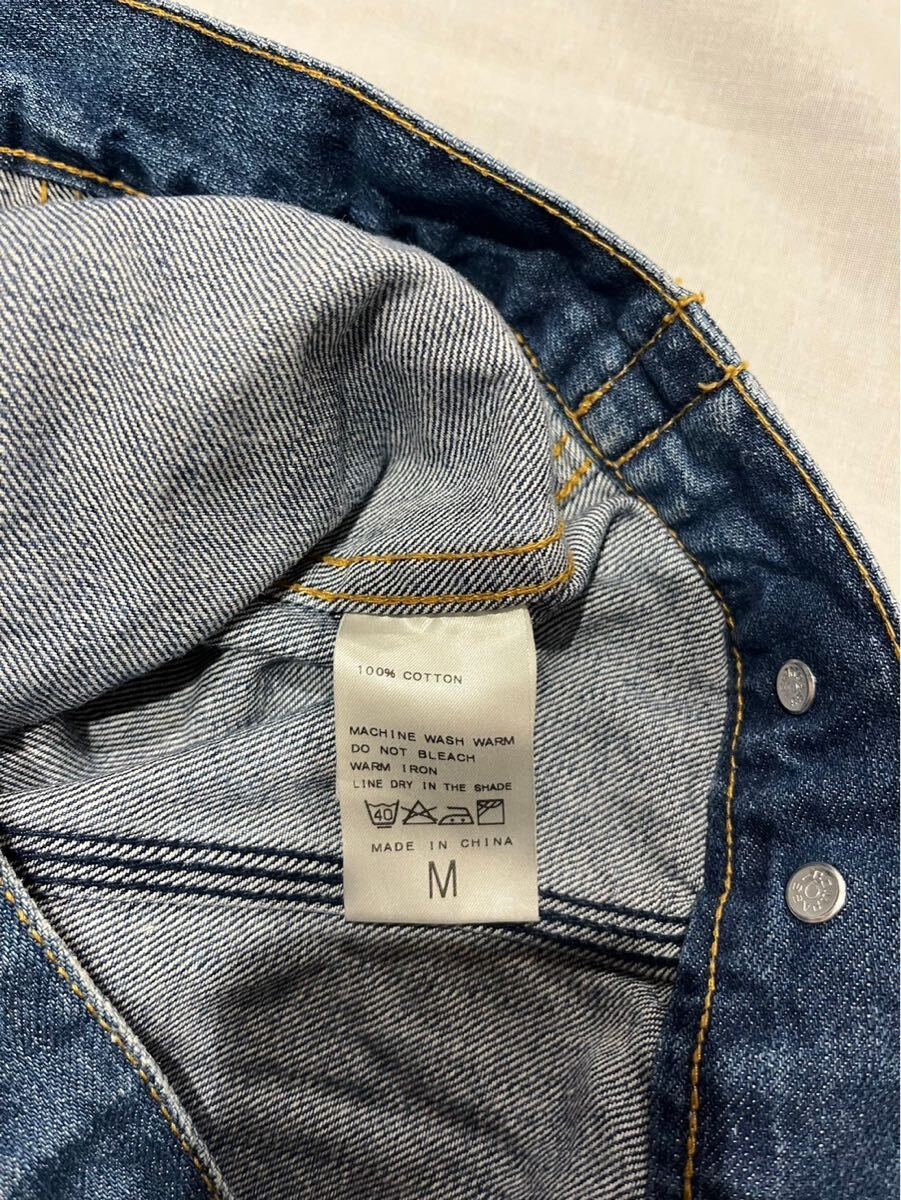 100% COTTON
MACHINE WASH WARM
DO NOT BLEACH
WARM IRON
LINE DRY IN THE SHADE
40
MADE IN CHINA
M